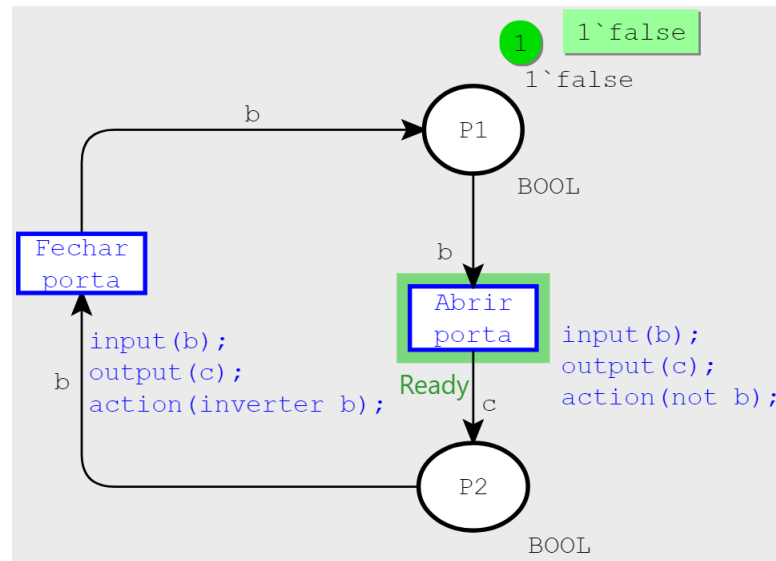 1
1`false
1`false
b
P1
BOOL
Fechar
porta
b
Abrir
porta
input(b);
output(c);
action(inverter b);
b
input(b);
output(c);
action(not b);
Ready
c
P2
BOOL